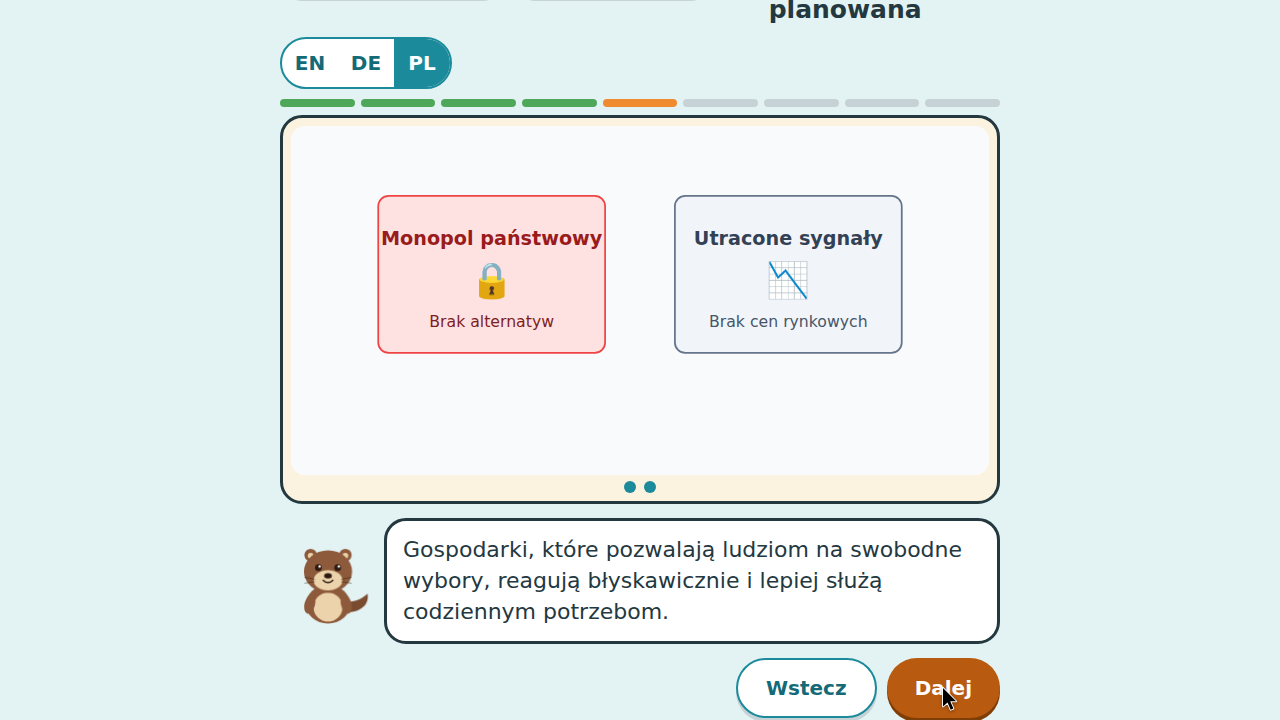 planowana
EN DE PL
Monopol państwowy
Brak alternatyw
Utracone sygnały
Brak cen rynkowych
Gospodarki, które pozwalają ludziom na swobodne
wybory, reagują błyskawicznie i lepiej służą
codziennym potrzebom.
Wstecz
Dalej